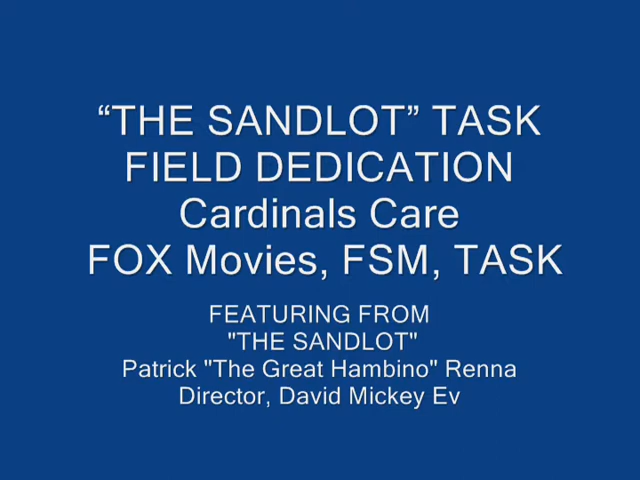 “THE SANDLOT” TASK
FIELD DEDICATION
Cardinals Care
FOX Movies, FSM, TASK
FEATURING FROM
"THE SANDLOT"
Patrick "The Great Hambino" Renna
Director, David Mickey Ev